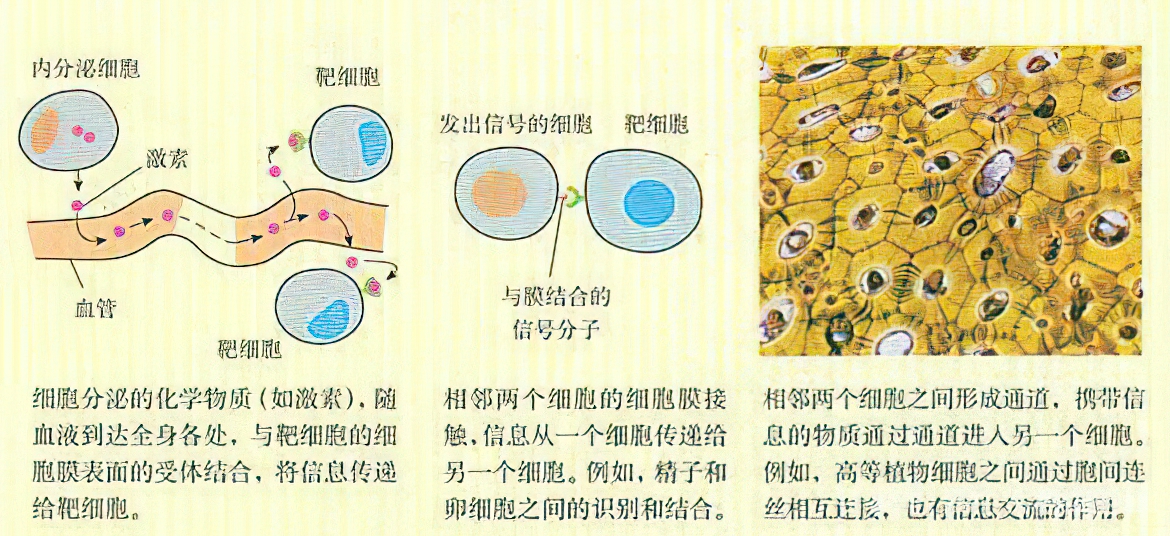 内分泌细胞
靶细胞
激素
血管
靶细胞
发出信号的细胞 靶细胞
与膜结合的
信号分子
细胞分泌的化学物质(如激素),随
血液到达全身各处,与靶细胞的细
胞膜表面的受体结合,将信息传递
给靶细胞。
相邻两个细胞的细胞膜接
触,信息从一个细胞传递给
另一个细胞。例如,精子和
卵细胞之间的识别和结合。
相邻两个细胞之间形成通道,携带信
息的物质通过通道进入另一个细胞。
例如,高等植物细胞之间通过胞间连
丝相互连接,也有信息交流的作用。